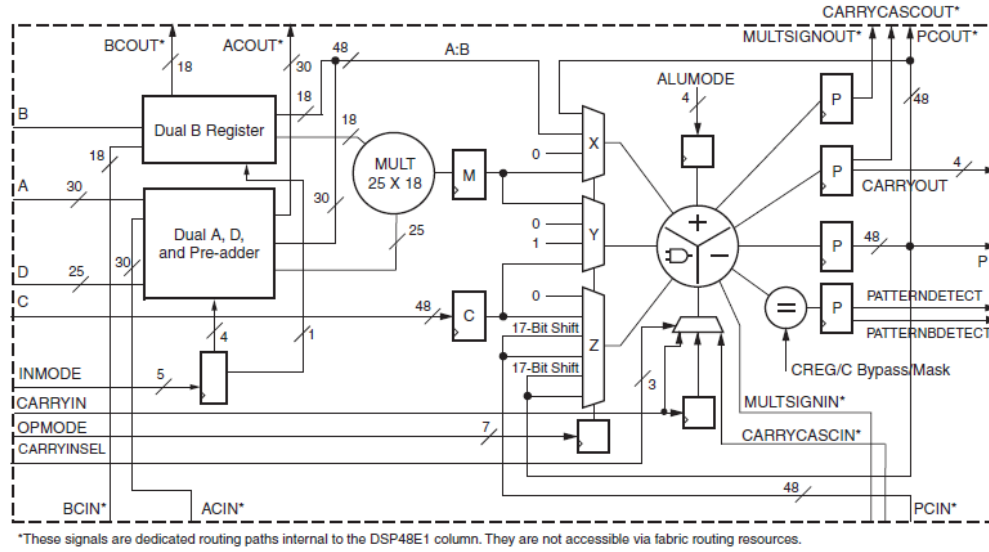 CARRYCASCOUT*
BCOUT* ACOUT* MULTSIGNOUT* PCOUT*
18 30 48 A:B
ALUMODE
4
48
B
18
Dual B Register
18
18
0
X
P
A
30
MULT
25 X 18
M
P
4
CARRYOUT
30
0
1
Y
Dual A, D,
and Pre-adder
25
P
48
P
D
25
30
C
48
C
0
17-Bit Shift
Z
17-Bit Shift
=
P
PATTERNDETECT
PATTERNBDETECT
4
1
CREG/C Bypass/Mask
INMODE
5
3
MULTSIGNIN*
CARRYIN
OPMODE
7
CARRYCASCIN*
CARRYINSEL
48
BCIN* ACIN* PCIN*
*These signals are dedicated routing paths internal to the DSP48E1 column. They are not accessible via fabric routing resources.